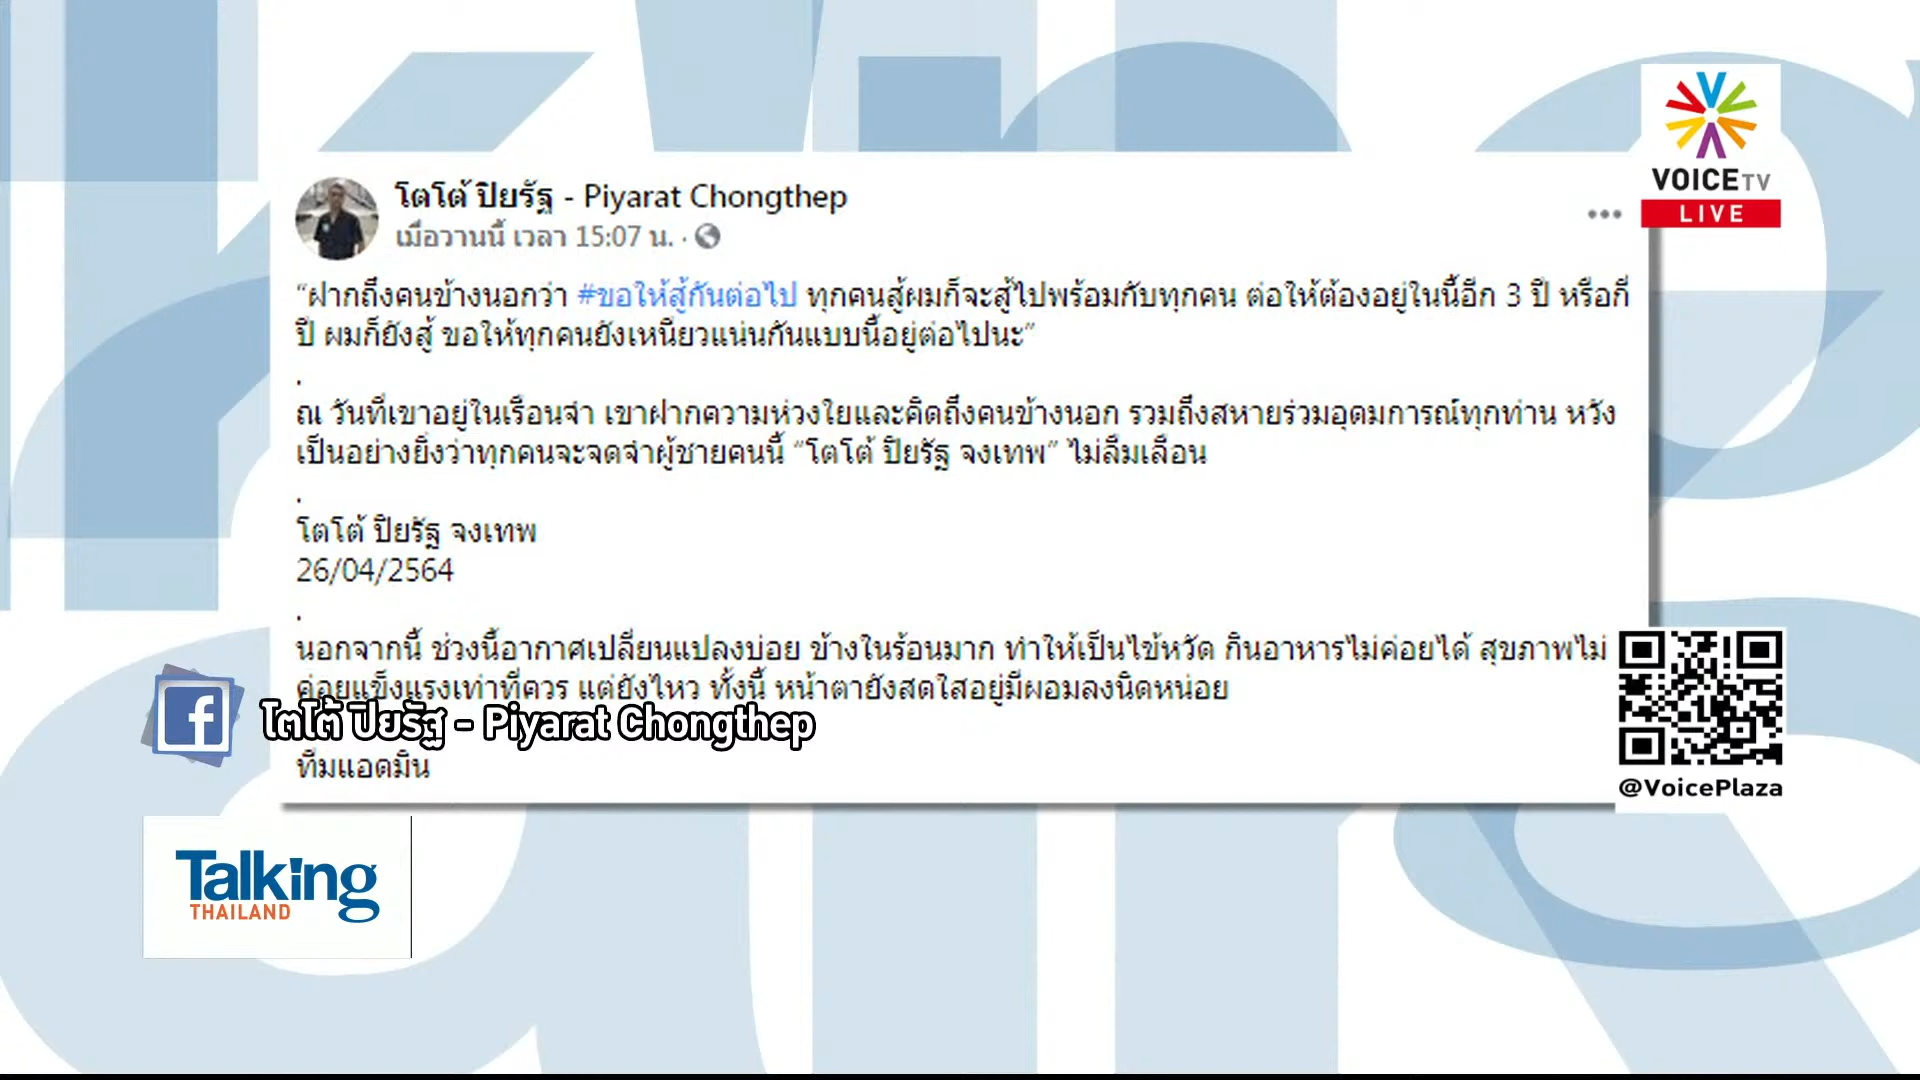 VOICE TV
LIVE
โตโต้ ปิยรัฐ - Piyarat Chongthep
เมื่อวานนี้ เวลา 15:07 น. ·
“ฝากถึงคนข้างนอกว่า #ขอให้สู้กันต่อไป ทุกคนสู้ผมก็จะสู้ไปพร้อมกับทุกคน ต่อให้ต้องอยู่ในนี้อีก 3 ปี หรือกี่
ปี ผมก็ยังสู้ ขอให้ทุกคนยังเหนียวแน่นกันแบบนี้อยู่ต่อไปนะ”
.
ณ วันที่เขาอยู่ในเรือนจำ เขาฝากความห่วงใยและคิดถึงคนข้างนอก รวมถึงสหายร่วมอุดมการณ์ทุกท่าน หวัง
เป็นอย่างยิ่งว่าทุกคนจะจดจำผู้ชายคนนี้ “โตโต้ ปิยรัฐ จงเทพ” ไม่ลืมเลือน
.
โตโต้ ปิยรัฐ จงเทพ
26/04/2564
.
นอกจากนี้ ช่วงนี้อากาศเปลี่ยนแปลงบ่อย ข้างในร้อนมาก ทำให้เป็นไข้หวัด กินอาหารไม่ค่อยได้ สุขภาพไม่
ค่อยแข็งแรงเท่าที่ควร แต่ยังไหว ทั้งนี้ หน้าตายังสดใสอยู่มีผอมลงนิดหน่อย
โตโต้ ปิยรัฐ - Piyarat Chongthep
ทีมแอดมิน
@VoicePlaza
Talking
THAILAND